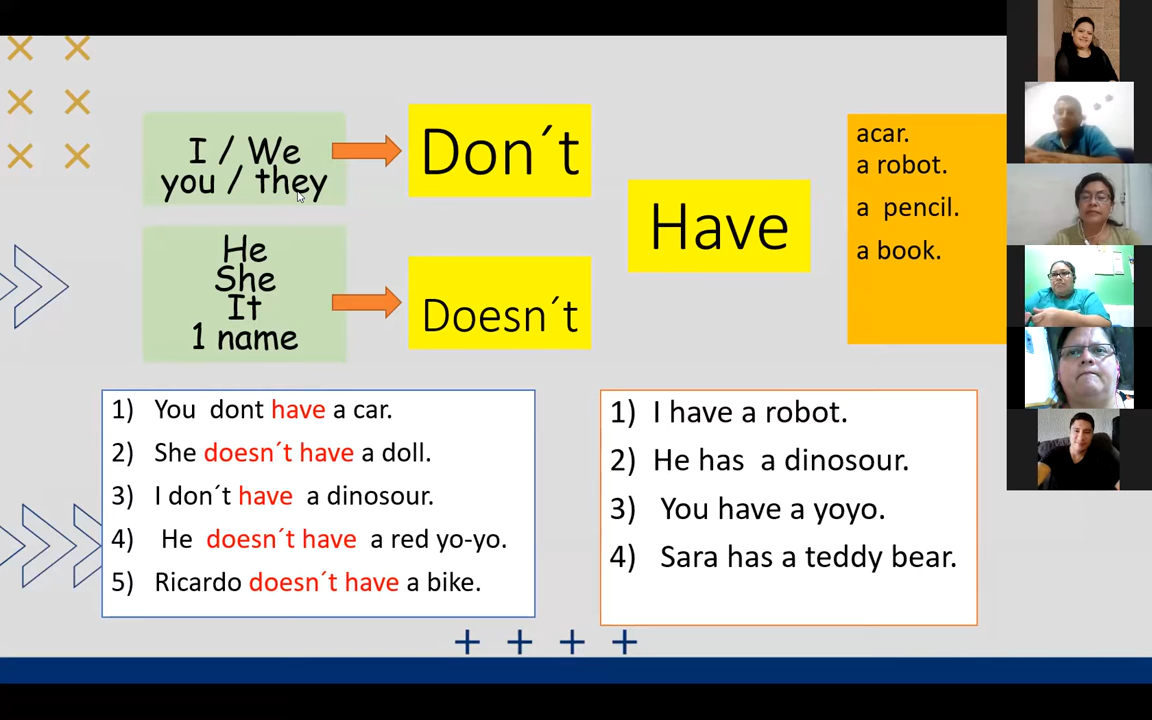 I / We
you / they
Don´t
He
She
It
1 name
Doesn´t
Have
acar.
a robot.
a pencil.
a book.
1) You dont have a car.
2) She doesn´t have a doll.
3) I don´t have a dinosour.
4) He doesn´t have a red yo-yo.
5) Ricardo doesn´t have a bike.
1) I have a robot.
2) He has a dinosour.
3) You have a yoyo.
4) Sara has a teddy bear.